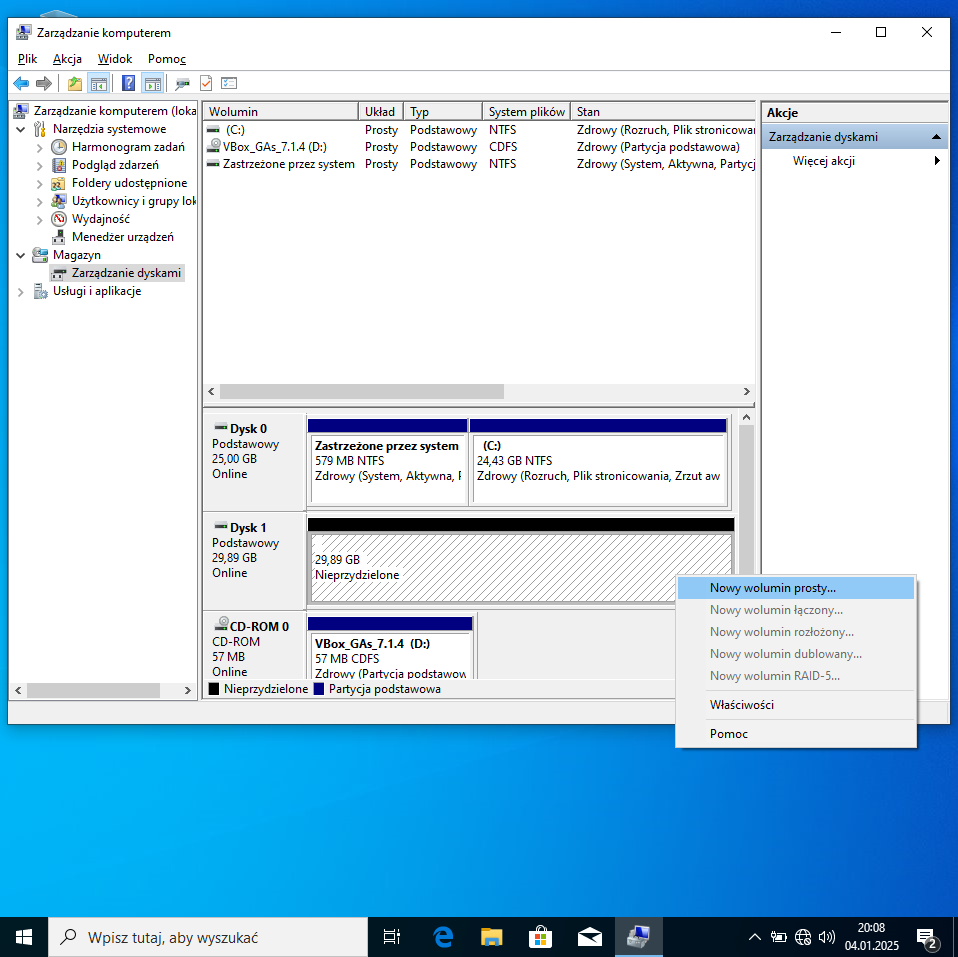 Zarządzanie komputerem
Plik Akcja Widok Pomoc
Zarządzanie komputerem (loka
Narzędzia systemowe
Harmonogram zadań
Podgląd zdarzeń
Foldery udostępnione
Użytkownicy i grupy lok
Wydajność
Menedżer urządzeń
Magazyn
Zarządzanie dyskami
Usługi i aplikacje
Wolumin Układ Typ System plików Stan
(C:) Prosty Podstawowy NTFS Zdrowy (Rozruch, Plik stronicowan
VBox_GAs_7.1.4 (D:) Prosty Podstawowy CDFS Zdrowy (Partycja podstawowa)
Zastrzeżone przez system Prosty Podstawowy NTFS Zdrowy (System, Aktywna, Partycj
Dysk 0
Podstawowy
25,00 GB
Online
Zastrzeżone przez system
579 MB NTFS
Zdrowy (System, Aktywna, P
(C:)
24,43 GB NTFS
Zdrowy (Rozruch, Plik stronicowania, Zrzut aw
Dysk 1
Podstawowy
29,89 GB
Online
29,89 GB
Nieprzydzielone
CD-ROM 0
CD-ROM
57 MB
Online
VBox_GAs_7.1.4 (D:)
57 MB CDFS
Zdrowy (Partycja podstawow
Nieprzydzielone Partycja podstawowa
Akcje
Zarządzanie dyskami
Więcej akcji
Nowy wolumin prosty...
Nowy wolumin łączony...
Nowy wolumin rozłożony...
Nowy wolumin dublowany...
Nowy wolumin RAID-5...
Właściwości
Pomoc
Wpisz tutaj, aby wyszukać
20:08
04.01.2025
2